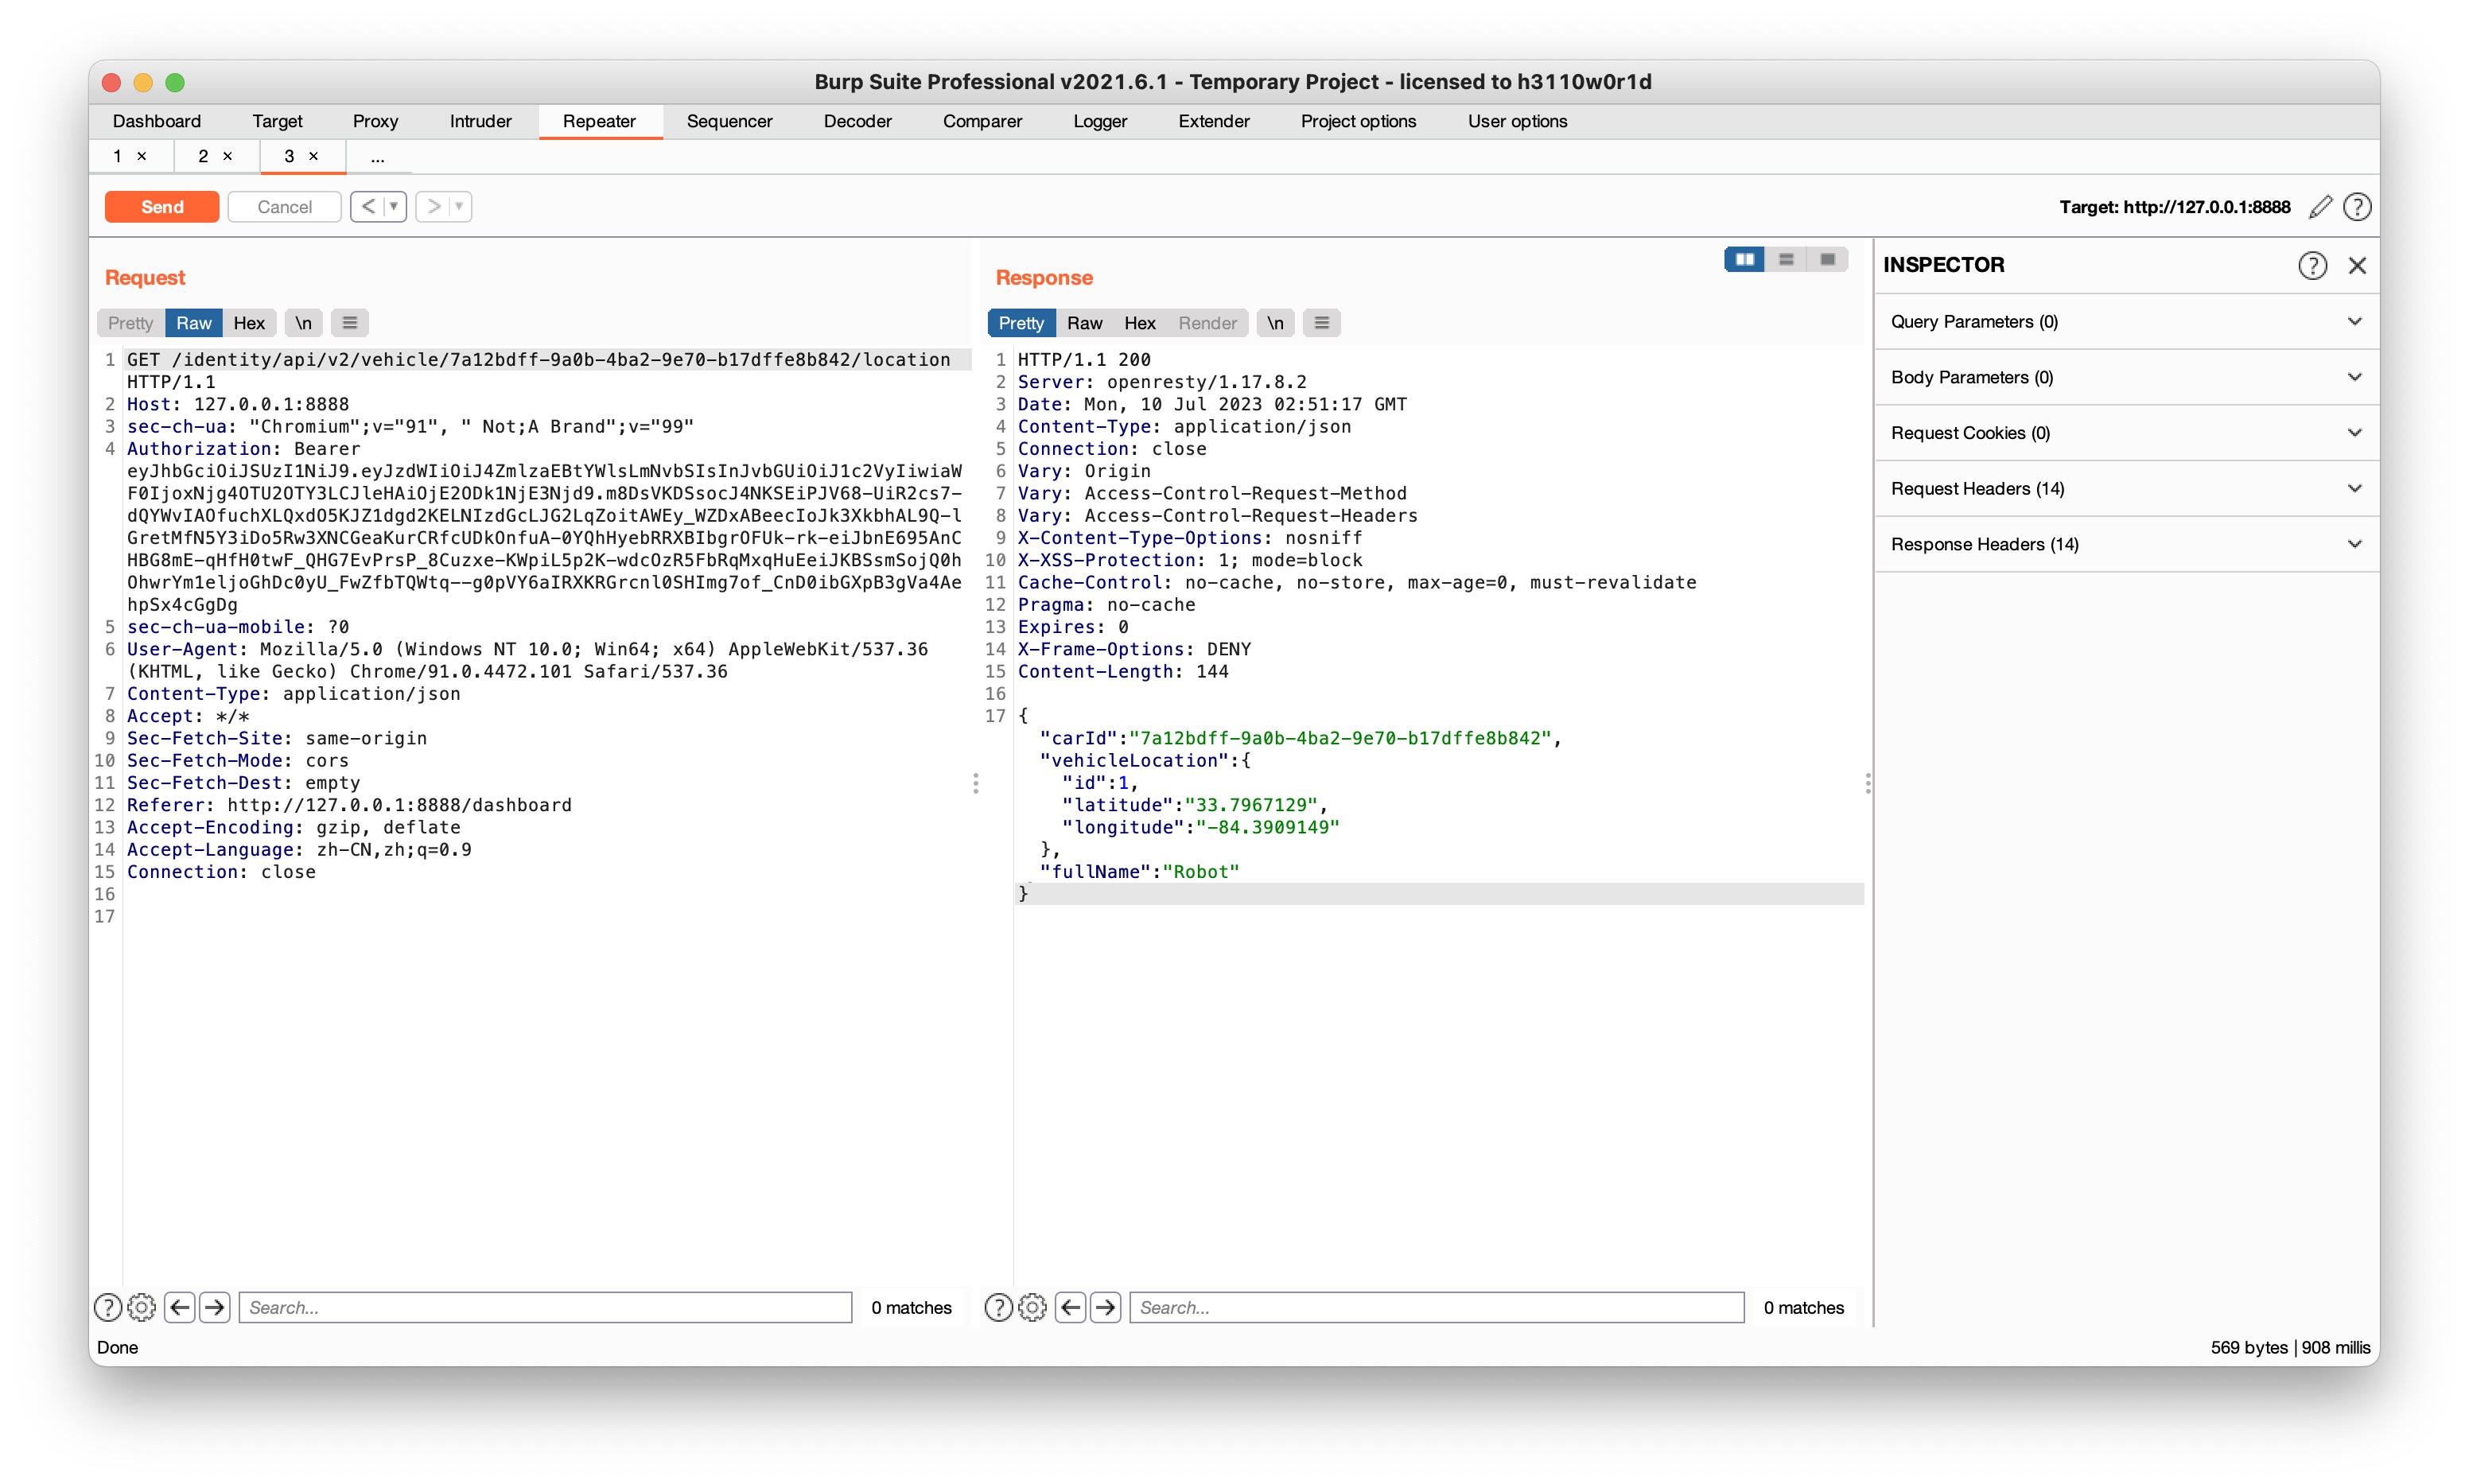 Burp Suite Professional v2021.6.1 - Temporary Project - licensed to h3110w0r1d
Dashboard Target Proxy Intruder Repeater Sequencer Decoder Comparer Logger Extender Project options User options
1 × 2 × 3 × ...
Send Cancel < > Target: http://127.0.0.1:8888 ?
Request
Pretty Raw Hex \n
1 GET /identity/api/v2/vehicle/7a12bdff-9a0b-4ba2-9e70-b17dffe8b842/location
HTTP/1.1
2 Host: 127.0.0.1:8888
3 sec-ch-ua: "Chromium";v="91", " Not;A Brand";v="99"
4 Authorization: Bearer
eyJhbGciOiJSUzI1NiJ9.eyJzdWIiOiJ4ZmlzaEBtYWlsLmNvbSIsInJvbGUiOiJ1c2VyIiwiaW
F0IjoxNjg4OTU2OTY3LCJleHAiOjE2ODk1NjE3Njd9.m8DsVKDSsocJ4NKSEiPJV68-UiR2cs7-
dQYWvIAOfuchXLQxdO5KJZ1dgd2KELNIzdGcLJG2LqZoitAWEy_WZDxABeecIoJk3XkbhAL9Q-l
GretMfN5Y3iDo5Rw3XNCGeaKurCRfcUDkOnfuA-0YQhHyebRRXBIbgrOFUk-rk-eiJbnE695AnC
HBG8mE-qHfH0twF_QHG7EvPrsP_8Cuzxe-KWpiL5p2K-wdcOzR5FbRqMxqHuEeiJKBSsmSojQ0h
OhwrYm1eljoGhDc0yU_FwZfbTQWtq--g0pVY6aIRXKRGrcnl0SHImg7of_CnD0ibGXpB3gVa4Ae
hpSx4cGgDg
5 sec-ch-ua-mobile: ?0
6 User-Agent: Mozilla/5.0 (Windows NT 10.0; Win64; x64) AppleWebKit/537.36
(KHTML, like Gecko) Chrome/91.0.4472.101 Safari/537.36
7 Content-Type: application/json
8 Accept: */*
9 Sec-Fetch-Site: same-origin
10 Sec-Fetch-Mode: cors
11 Sec-Fetch-Dest: empty
12 Referer: http://127.0.0.1:8888/dashboard
13 Accept-Encoding: gzip, deflate
14 Accept-Language: zh-CN,zh;q=0.9
15 Connection: close
16
17
? Search... 0 matches
Response
Pretty Raw Hex Render \n
1 HTTP/1.1 200
2 Server: openresty/1.17.8.2
3 Date: Mon, 10 Jul 2023 02:51:17 GMT
4 Content-Type: application/json
5 Connection: close
6 Vary: Origin
7 Vary: Access-Control-Request-Method
8 Vary: Access-Control-Request-Headers
9 X-Content-Type-Options: nosniff
10 X-XSS-Protection: 1; mode=block
11 Cache-Control: no-cache, no-store, max-age=0, must-revalidate
12 Pragma: no-cache
13 Expires: 0
14 X-Frame-Options: DENY
15 Content-Length: 144
16
17 {
"carId":"7a12bdff-9a0b-4ba2-9e70-b17dffe8b842",
"vehicleLocation":{
"id":1,
"latitude":"33.7967129",
"longitude":"-84.3909149"
},
"fullName":"Robot"
}
? Search... 0 matches
INSPECTOR ?
Query Parameters (0)
Body Parameters (0)
Request Cookies (0)
Request Headers (14)
Response Headers (14)
Done 569 bytes | 908 millis